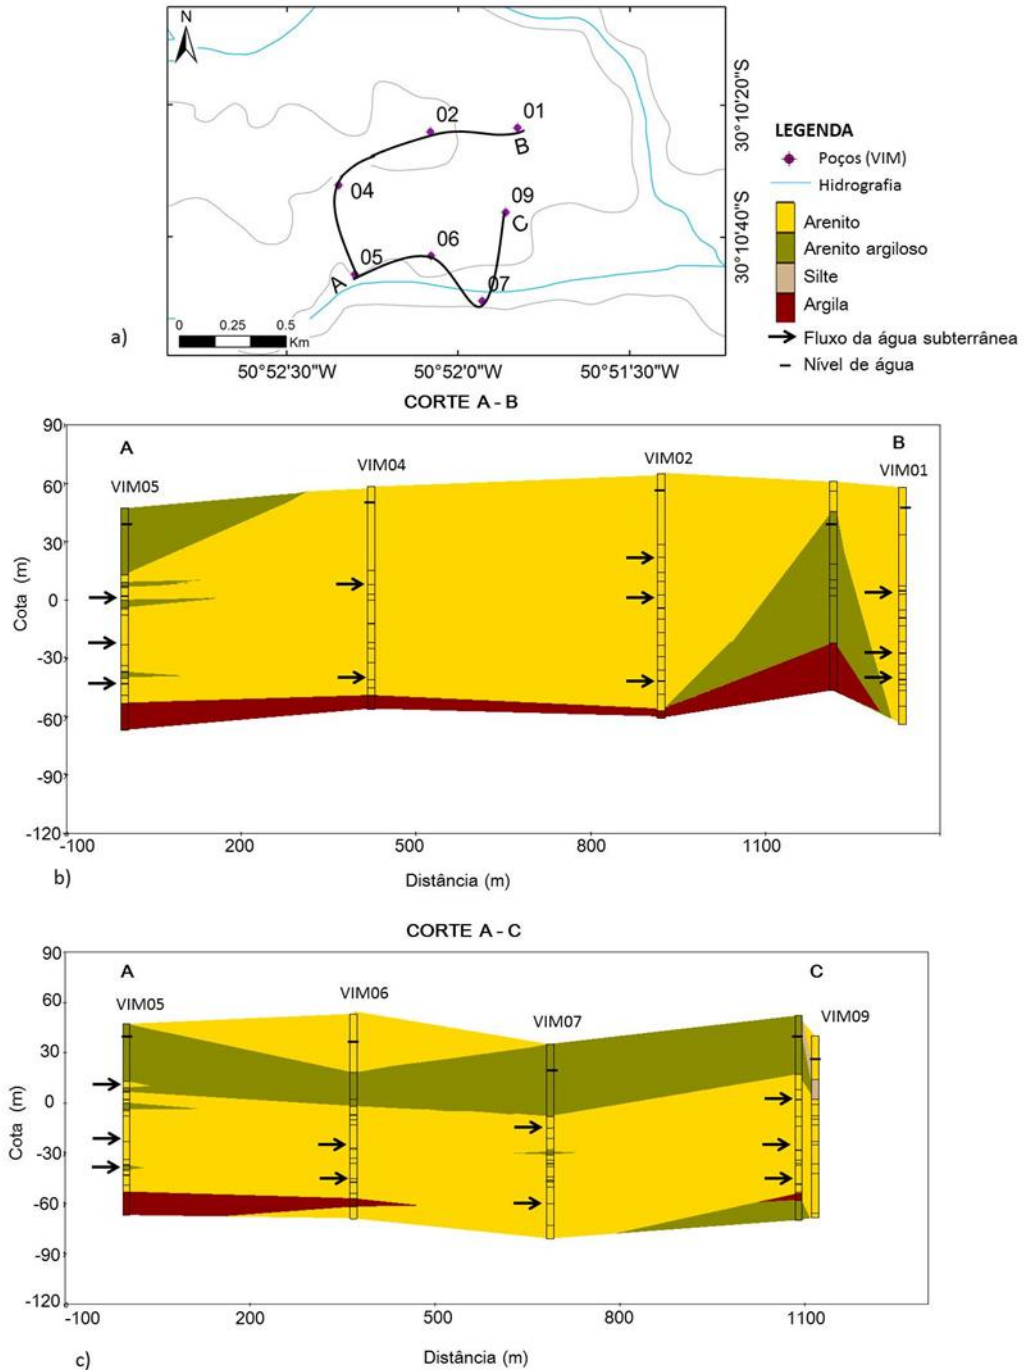 N
02
01
B
04
09
C
06
05
A
07
0 0.25 0.5
Km
a)
30°10'20"S
30°10'40"S
50°52'30"W 50°52'0"W 50°51'30"W
LEGENDA
Poços (VIM)
Hidrografia
Arenito
Arenito argiloso
Silte
Argila
Fluxo da água subterrânea
Nível de água
CORTE A - B
90
60
30
0
-30
-60
-90
-120
Cota (m)
A
B
VIM05
VIM04
VIM02
VIM01
-100 200 500 800 1100
Distância (m)
b)
CORTE A - C
90
60
30
0
-30
-60
-90
-120
Cota (m)
A
C
VIM05
VIM06
VIM07
VIM09
-100 200 500 800 1100
Distância (m)
c)